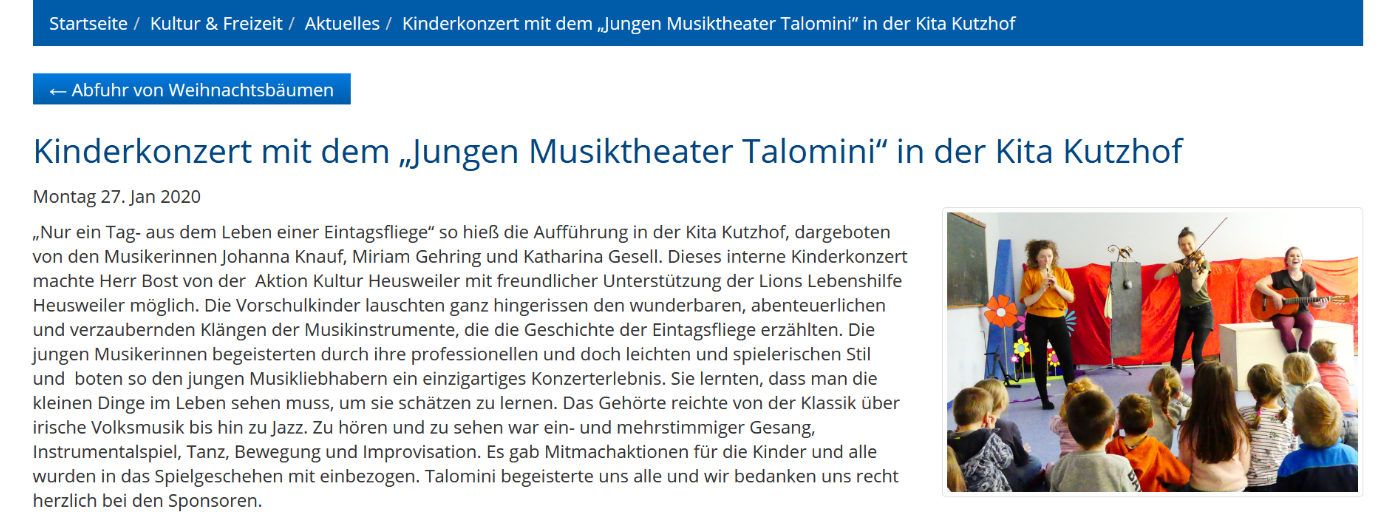 Startseite / Kultur & Freizeit / Aktuelles / Kinderkonzert mit dem „Jungen Musiktheater Talomini“ in der Kita Kutzhof
← Abfuhr von Weihnachtsbäumen
Kinderkonzert mit dem „Jungen Musiktheater Talomini“ in der Kita Kutzhof
Montag 27. Jan 2020
„Nur ein Tag- aus dem Leben einer Eintagsfliege“ so hieß die Aufführung in der Kita Kutzhof, dargeboten
von den Musikerinnen Johanna Knauf, Miriam Gehring und Katharina Gesell. Dieses interne Kinderkonzert
machte Herr Bost von der  Aktion Kultur Heusweiler mit freundlicher Unterstützung der Lions Lebenshilfe
Heusweiler möglich. Die Vorschulkinder lauschten ganz hingerissen den wunderbaren, abenteuerlichen
und verzaubernden Klängen der Musikinstrumente, die die Geschichte der Eintagsfliege erzählten. Die
jungen Musikerinnen begeisterten durch ihre professionellen und doch leichten und spielerischen Stil
und  boten so den jungen Musikliebhabern ein einzigartiges Konzerterlebnis. Sie lernten, dass man die
kleinen Dinge im Leben sehen muss, um sie schätzen zu lernen. Das Gehörte reichte von der Klassik über
irische Volksmusik bis hin zu Jazz. Zu hören und zu sehen war ein- und mehrstimmiger Gesang,
Instrumentalspiel, Tanz, Bewegung und Improvisation. Es gab Mitmachaktionen für die Kinder und alle
wurden in das Spielgeschehen mit einbezogen. Talomini begeisterte uns alle und wir bedanken uns recht
herzlich bei den Sponsoren.